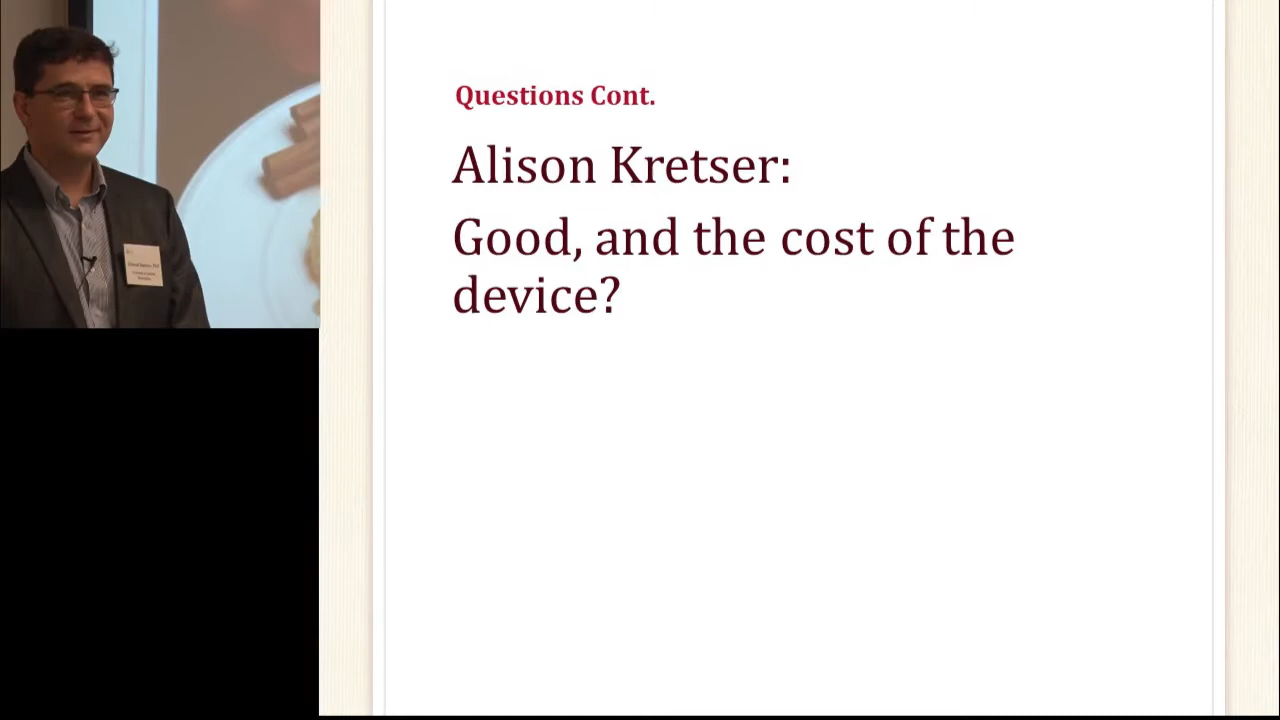 Questions Cont.
Alison Kretser:
Good, and the cost of the
device?